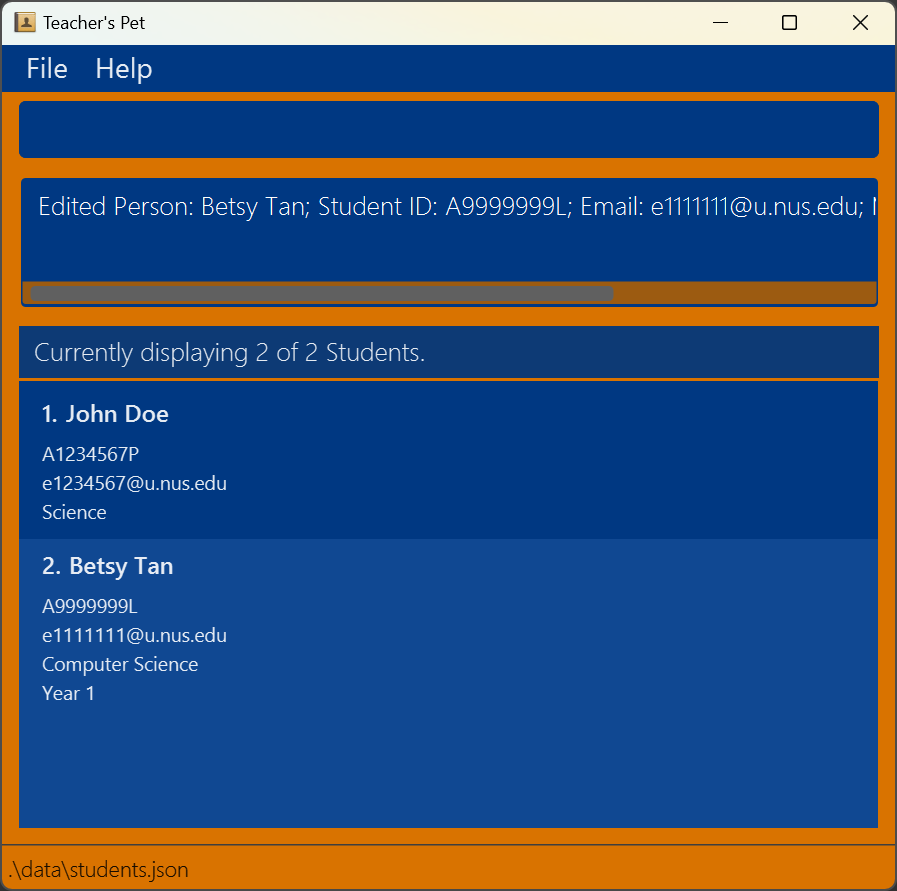 Teacher's Pet
File Help
Edited Person: Betsy Tan; Student ID: A9999999L; Email: e1111111@u.nus.edu;
Currently displaying 2 of 2 Students.
1. John Doe
A1234567P
e1234567@u.nus.edu
Science
2. Betsy Tan
A9999999L
e1111111@u.nus.edu
Computer Science
Year 1
.\data\students.json